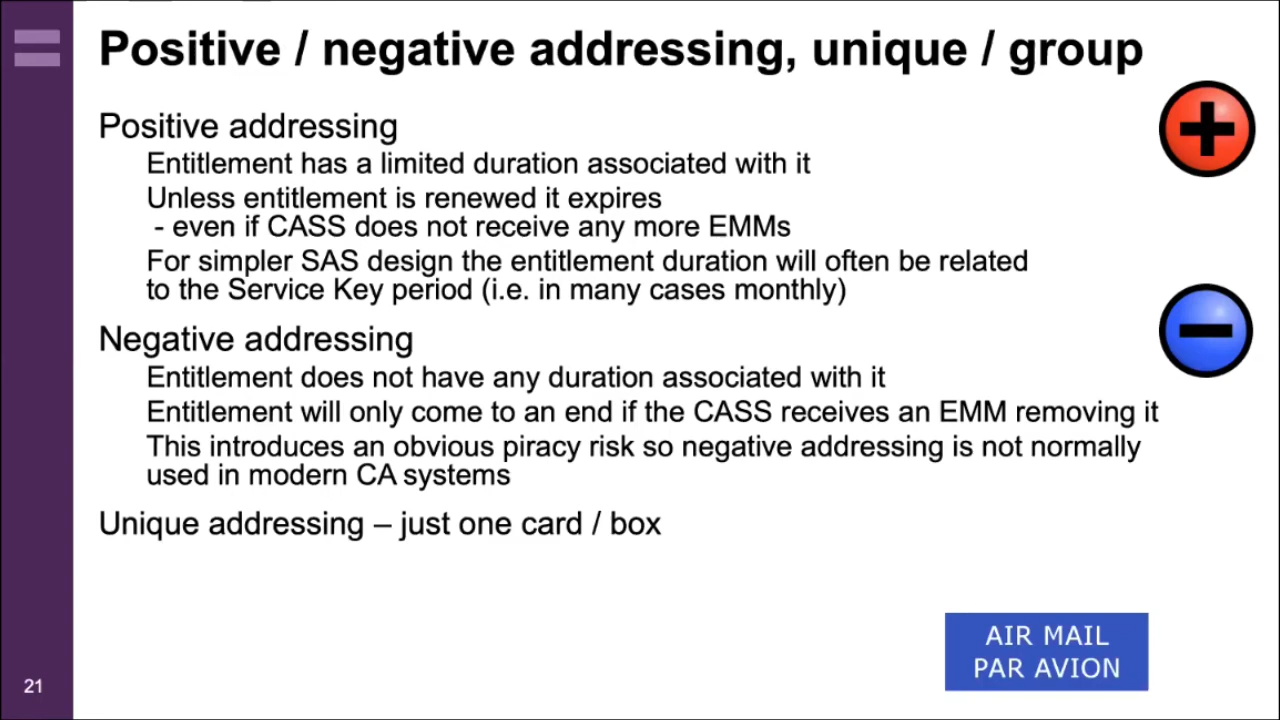 Positive / negative addressing, unique / group
Positive addressing
Entitlement has a limited duration associated with it
Unless entitlement is renewed it expires
- even if CASS does not receive any more EMMs
For simpler SAS design the entitlement duration will often be related
to the Service Key period (i.e. in many cases monthly)
Negative addressing
Entitlement does not have any duration associated with it
Entitlement will only come to an end if the CASS receives an EMM removing it
This introduces an obvious piracy risk so negative addressing is not normally
used in modern CA systems
Unique addressing – just one card / box
AIR MAIL
PAR AVION
21